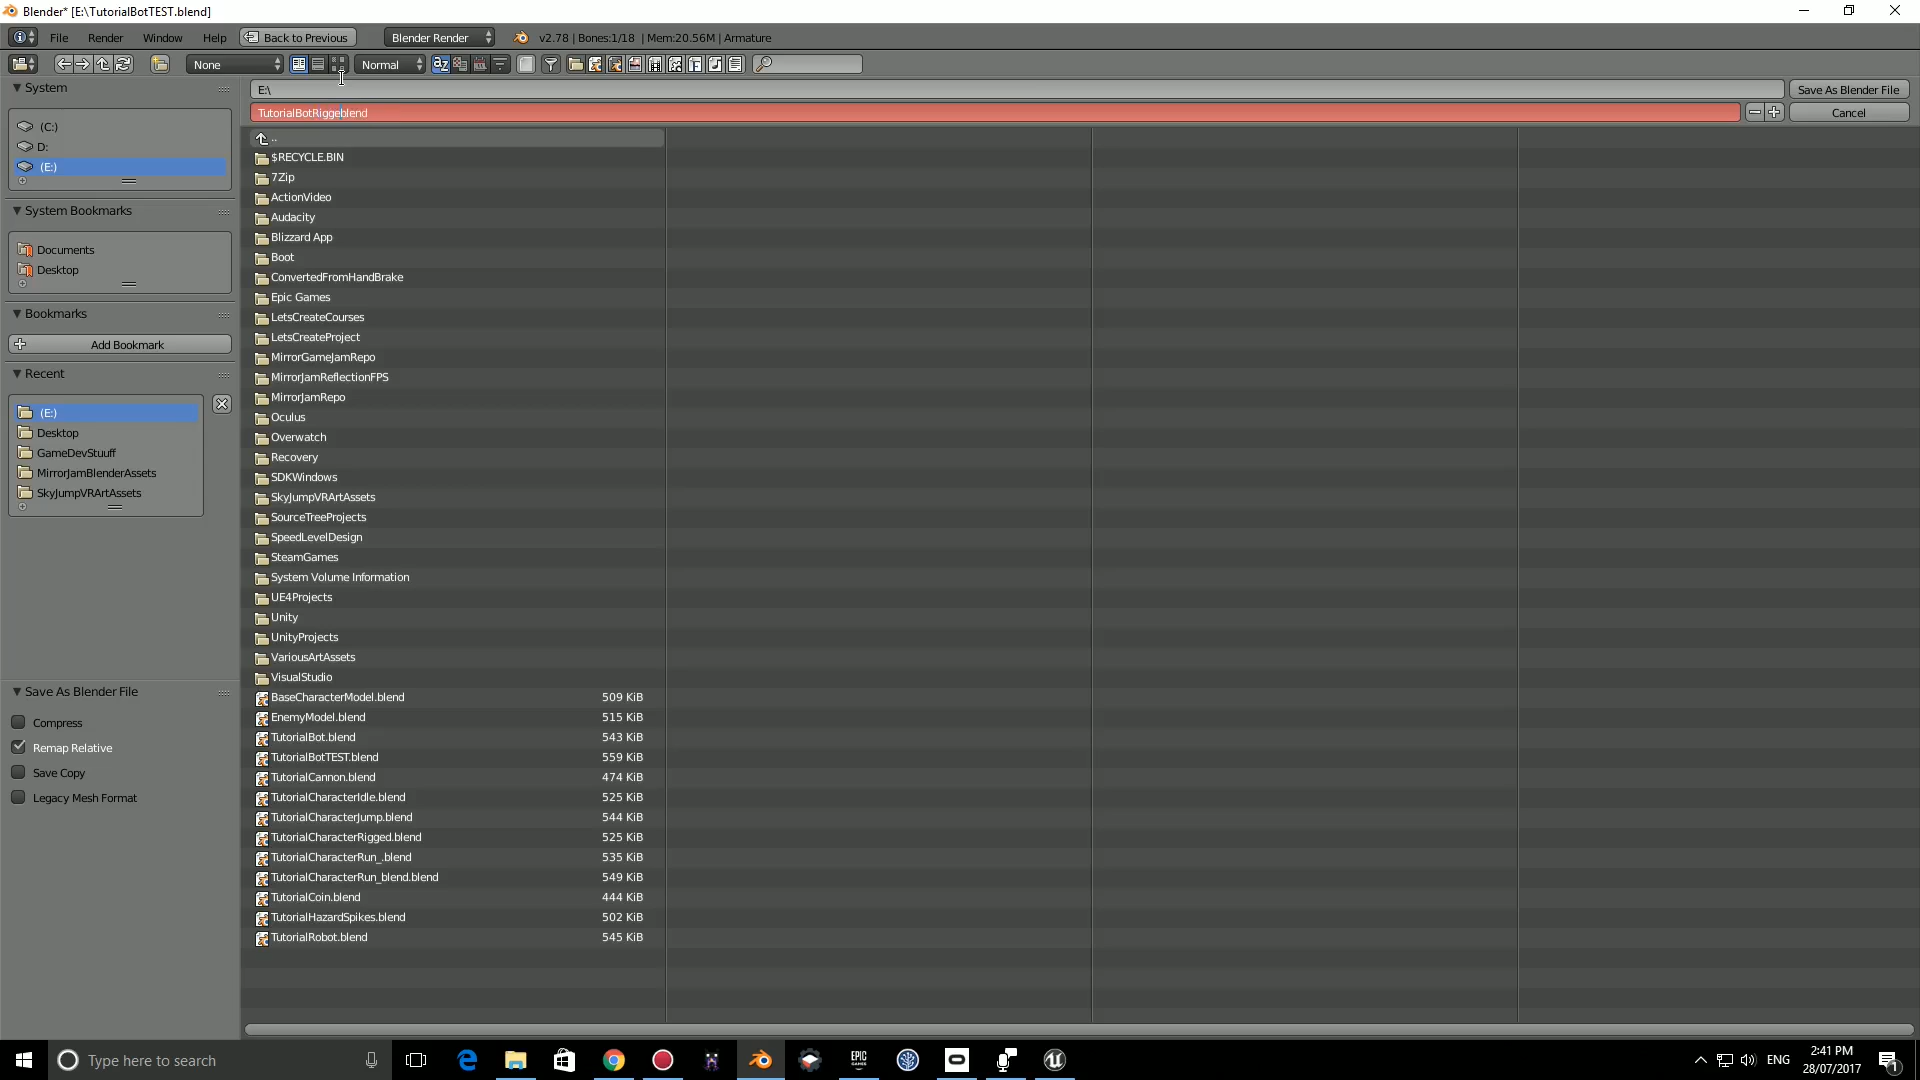 Blender* [E:\TutorialBotTEST.blend]
File Render Window Help Back to Previous Blender Render v2.78 | Bones:1/18 | Mem:20.56M | Armature
None Normal
System
(C:)
D:
(E:)
System Bookmarks
Documents
Desktop
Bookmarks
Add Bookmark
Recent
(E:)
Desktop
GameDevStuuff
MirrorJamBlenderAssets
SkyJumpVRArtAssets
Save As Blender File
Compress
Remap Relative
Save Copy
Legacy Mesh Format
E:\
Save As Blender File
TutorialBotRiggeblend
Cancel
..
$RECYCLE.BIN
7Zip
ActionVideo
Audacity
Blizzard App
Boot
ConvertedFromHandBrake
Epic Games
LetsCreateCourses
LetsCreateProject
MirrorGameJamRepo
MirrorJamReflectionFPS
MirrorJamRepo
Oculus
Overwatch
Recovery
SDKWindows
SkyJumpVRArtAssets
SourceTreeProjects
SpeedLevelDesign
SteamGames
System Volume Information
UE4Projects
Unity
UnityProjects
VariousArtAssets
VisualStudio
BaseCharacterModel.blend 509 KiB
EnemyModel.blend 515 KiB
TutorialBot.blend 543 KiB
TutorialBotTEST.blend 559 KiB
TutorialCannon.blend 474 KiB
TutorialCharacterIdle.blend 525 KiB
TutorialCharacterJump.blend 544 KiB
TutorialCharacterRigged.blend 525 KiB
TutorialCharacterRun_.blend 535 KiB
TutorialCharacterRun_blend.blend 549 KiB
TutorialCoin.blend 444 KiB
TutorialHazardSpikes.blend 502 KiB
TutorialRobot.blend 545 KiB
Type here to search
EPIC GAMES
ENG
2:41 PM
28/07/2017
1